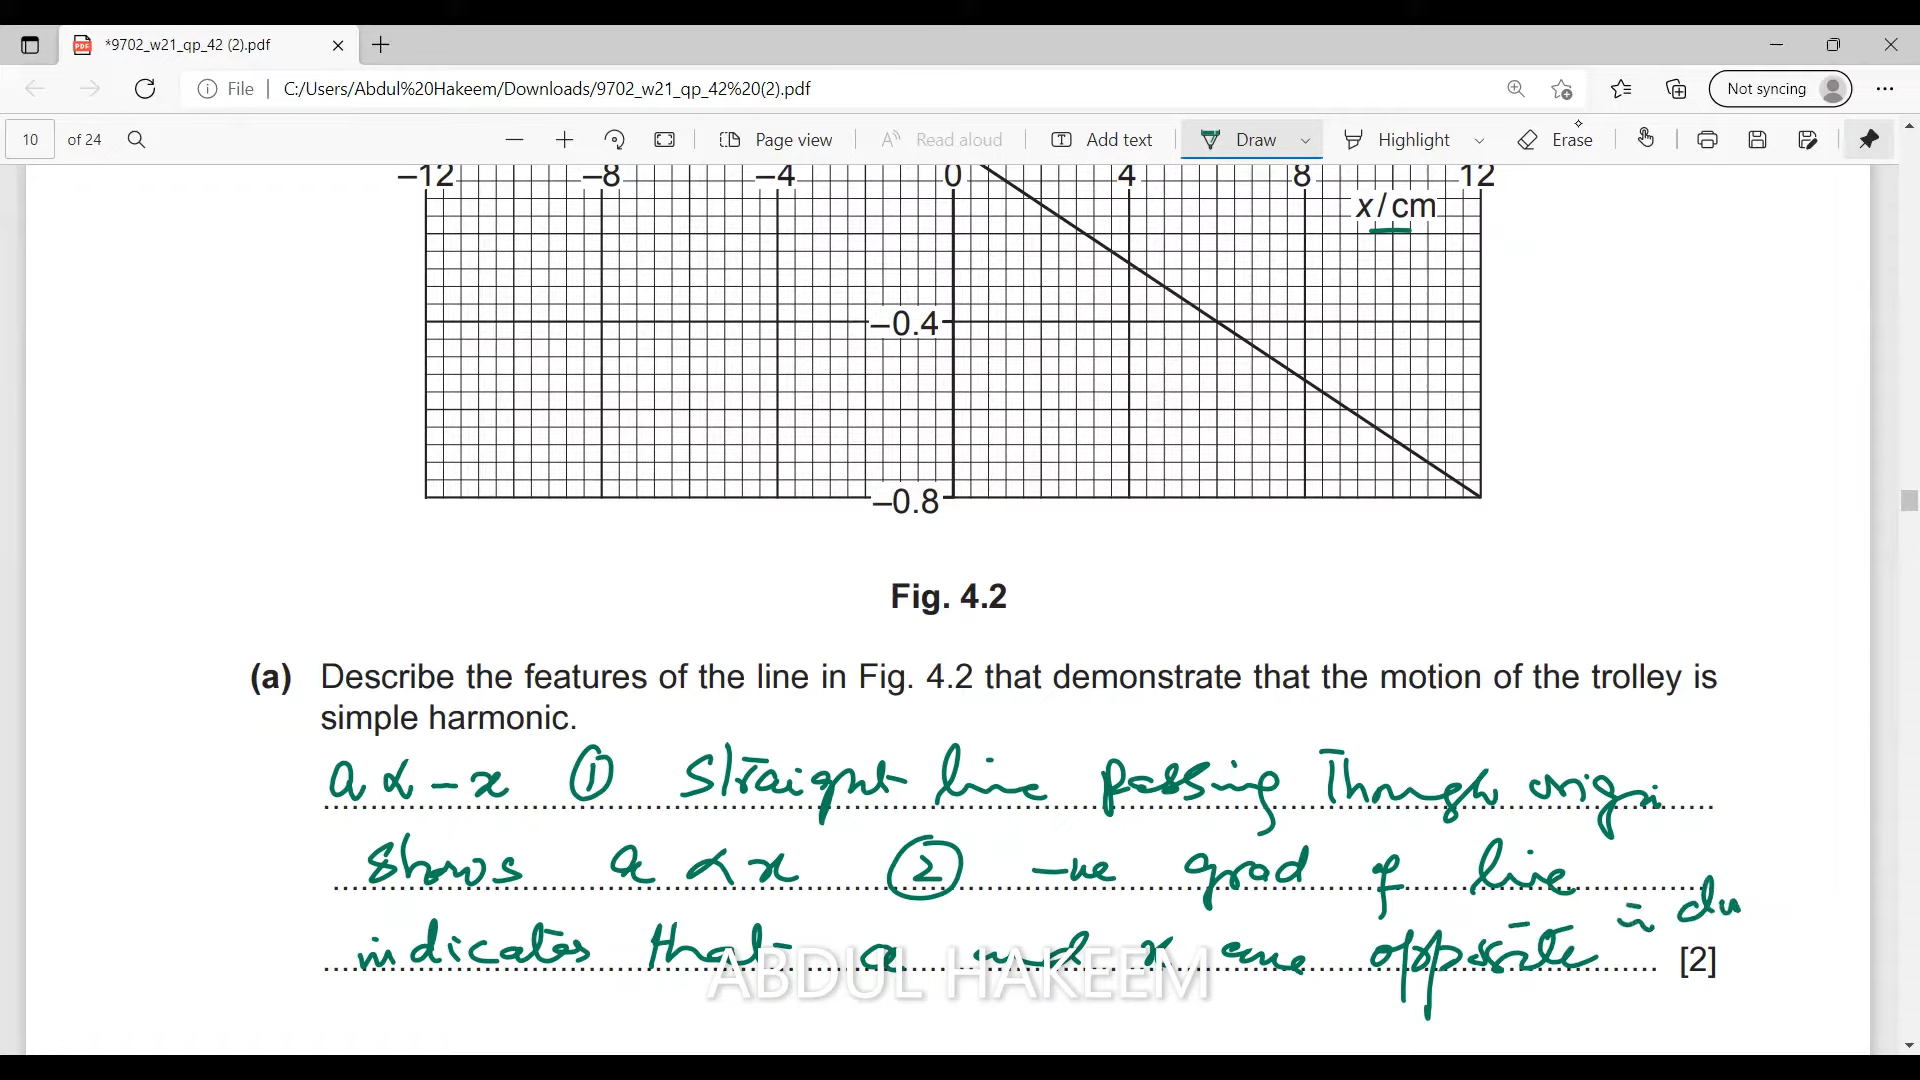 *9702_w21_qp_42 (2).pdf
File C:/Users/Abdul%20Hakeem/Downloads/9702_w21_qp_42%20(2).pdf Not syncing
10 of 24 Page view Read aloud Add text Draw Highlight Erase
−12 −8 −4 0 4 8 12
x/cm
−0.4
−0.8
Fig. 4.2
(a) Describe the features of the line in Fig. 4.2 that demonstrate that the motion of the trolley is
simple harmonic.
a α − x ① Straight line passing through origin
shows a α x ② −ve grad of line
indicates that a and x are opposite in [2]
ABDUL HAKEEM